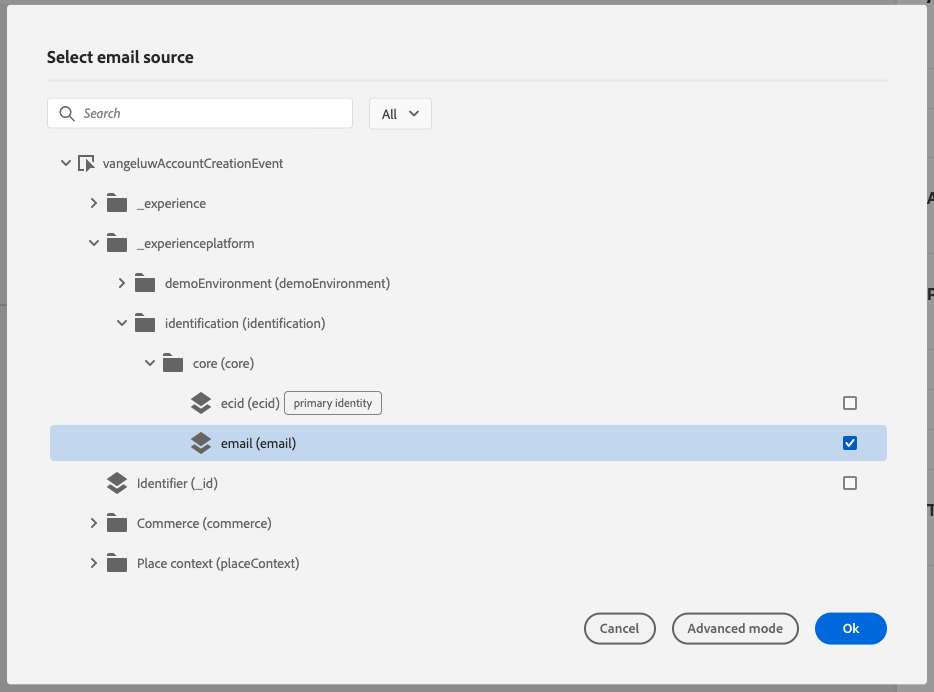 Select email source
Search
All
vangeluwAccountCreationEvent
_experience
_experienceplatform
demoEnvironment (demoEnvironment)
identification (identification)
core (core)
ecid (ecid) primary identity
email (email)
Identifier (_id)
Commerce (commerce)
Place context (placeContext)
Cancel Advanced mode Ok